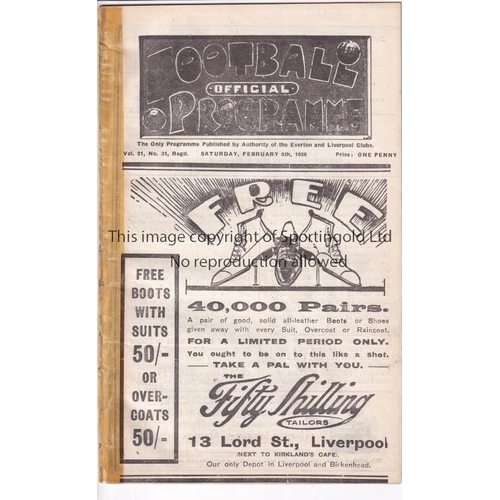 FOOTBALL
OFFICIAL
PROGRAMME
The Only Programme Published by Authority of the Everton and Liverpool Clubs.
Vol. 21, No. 31, Regd. SATURDAY, FEBRUARY 6th, 1926 Price: ONE PENNY
FREE
This image copyright of Sportingold Ltd
No reproduction allowed
FREE
BOOTS
WITH
SUITS
50/-
OR
OVER-
COATS
50/-
40,000 Pairs.
A pair of good, solid all-leather Boots or Shoes
given away with every Suit, Overcoat or Raincoat.
FOR A LIMITED PERIOD ONLY.
You ought to be on to this like a shot.
TAKE A PAL WITH YOU.
THE
Fifty Shilling
TAILORS
13 Lord St., Liverpool
(NEXT TO KIRKLAND'S CAFE).
Our only Depot in Liverpool and Birkenhead.